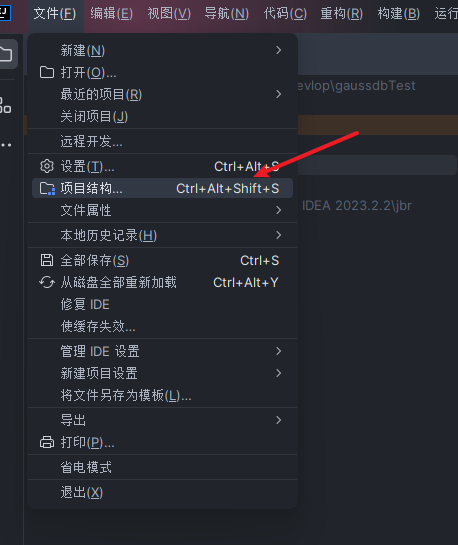 文件(F) 编辑(E) 视图(V) 导航(N) 代码(C) 重构(R) 构建(B) 运行
新建(N)
打开(O)...
evlop\gaussdbTest
最近的项目(R)
关闭项目(J)
远程开发...
设置(T)... Ctrl+Alt+S
项目结构... Ctrl+Alt+Shift+S
文件属性
IDEA 2023.2.2\jbr
本地历史记录(H)
全部保存(S) Ctrl+S
从磁盘全部重新加载 Ctrl+Alt+Y
修复 IDE
使缓存失效...
管理 IDE 设置
新建项目设置
将文件另存为模板(L)...
导出
打印(P)...
省电模式
退出(X)